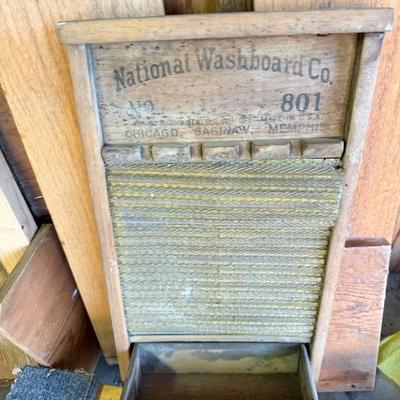 National Washboard Co.
NO. 801
MADE IN U.S.A.
CHICAGO, SAGINAW, MEMPHIS